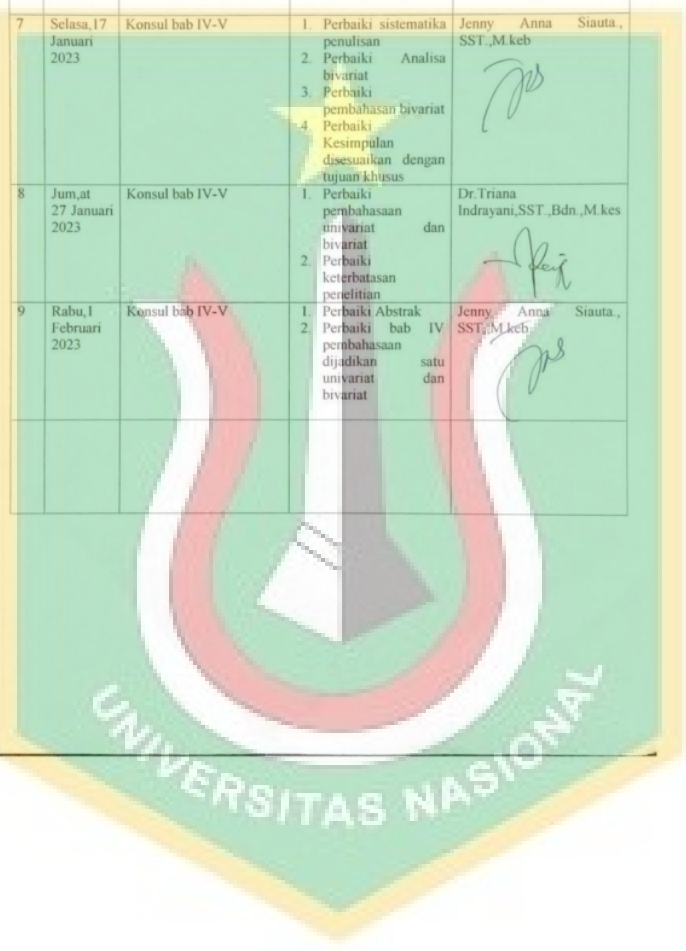 7 Selasa,17 Konsul bab IV-V 1. Perbaiki sistematika Jenny Anna Siauta.,
Januari penulisan SST.,M.keb
2023 2. Perbaiki Analisa
bivariat
3. Perbaiki
pembahasan bivariat
4. Perbaiki
Kesimpulan
disesuaikan dengan
tujuan khusus
8 Jum,at Konsul bab IV-V 1. Perbaiki Dr.Triana
27 Januari pembahasaan Indrayani,SST.,Bdn.,M.kes
2023 univariat dan
bivariat
2. Perbaiki
keterbatasan
penelitian
9 Rabu,1 Konsul bab IV-V 1. Perbaiki Abstrak Jenny Anna Siauta.,
Februari 2. Perbaiki bab IV SST.,M.keb
2023 pembahasaan
dijadikan satu
univariat dan
bivariat
UNIVERSITAS NASIONAL